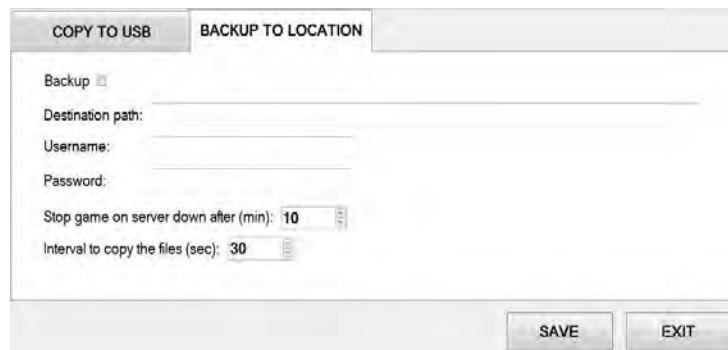 COPY TO USB BACKUP TO LOCATION
Backup
Destination path:
Username:
Password:
Stop game on server down after (min): 10
Interval to copy the files (sec): 30
SAVE EXIT